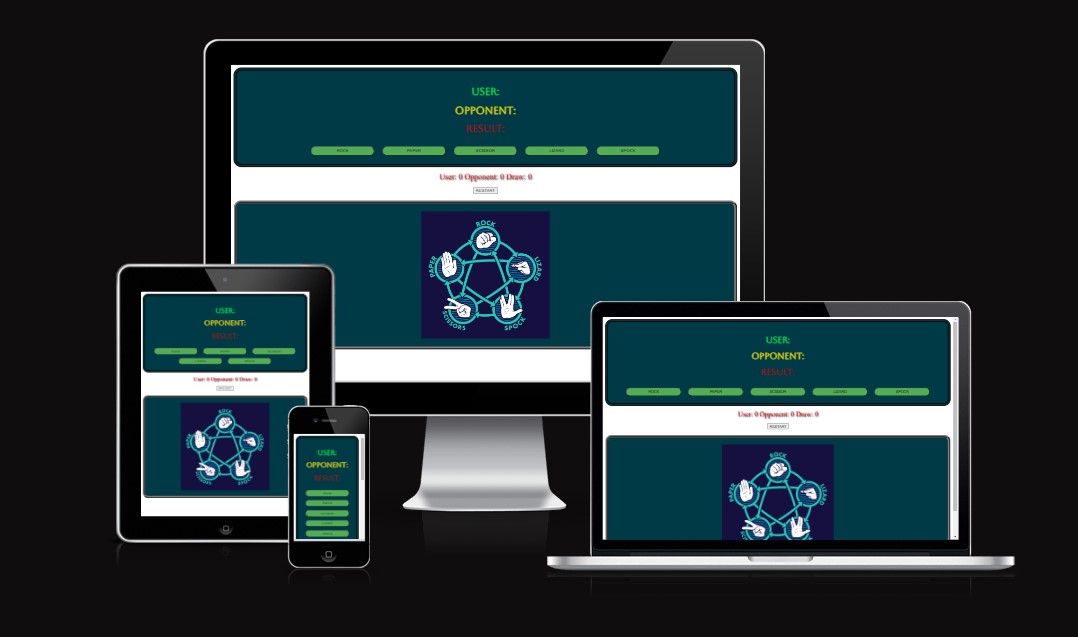 USER:
OPPONENT:
RESULT:
ROCK PAPER SCISSORS LIZARD SPOCK
User: 0 Opponent: 0 Draw: 0
RESTART
ROCK
PAPER LIZARD
SCISSORS SPOCK
USER:
OPPONENT:
RESULT:
User: 0 Opponent: 0 Draw: 0
ROCK
PAPER LIZARD
SCISSORS SPOCK
USER:
OPPONENT:
RESULT:
USER:
OPPONENT:
RESULT:
ROCK PAPER SCISSORS LIZARD SPOCK
User: 0 Opponent: 0 Draw: 0
RESTART
ROCK
PAPER LIZARD